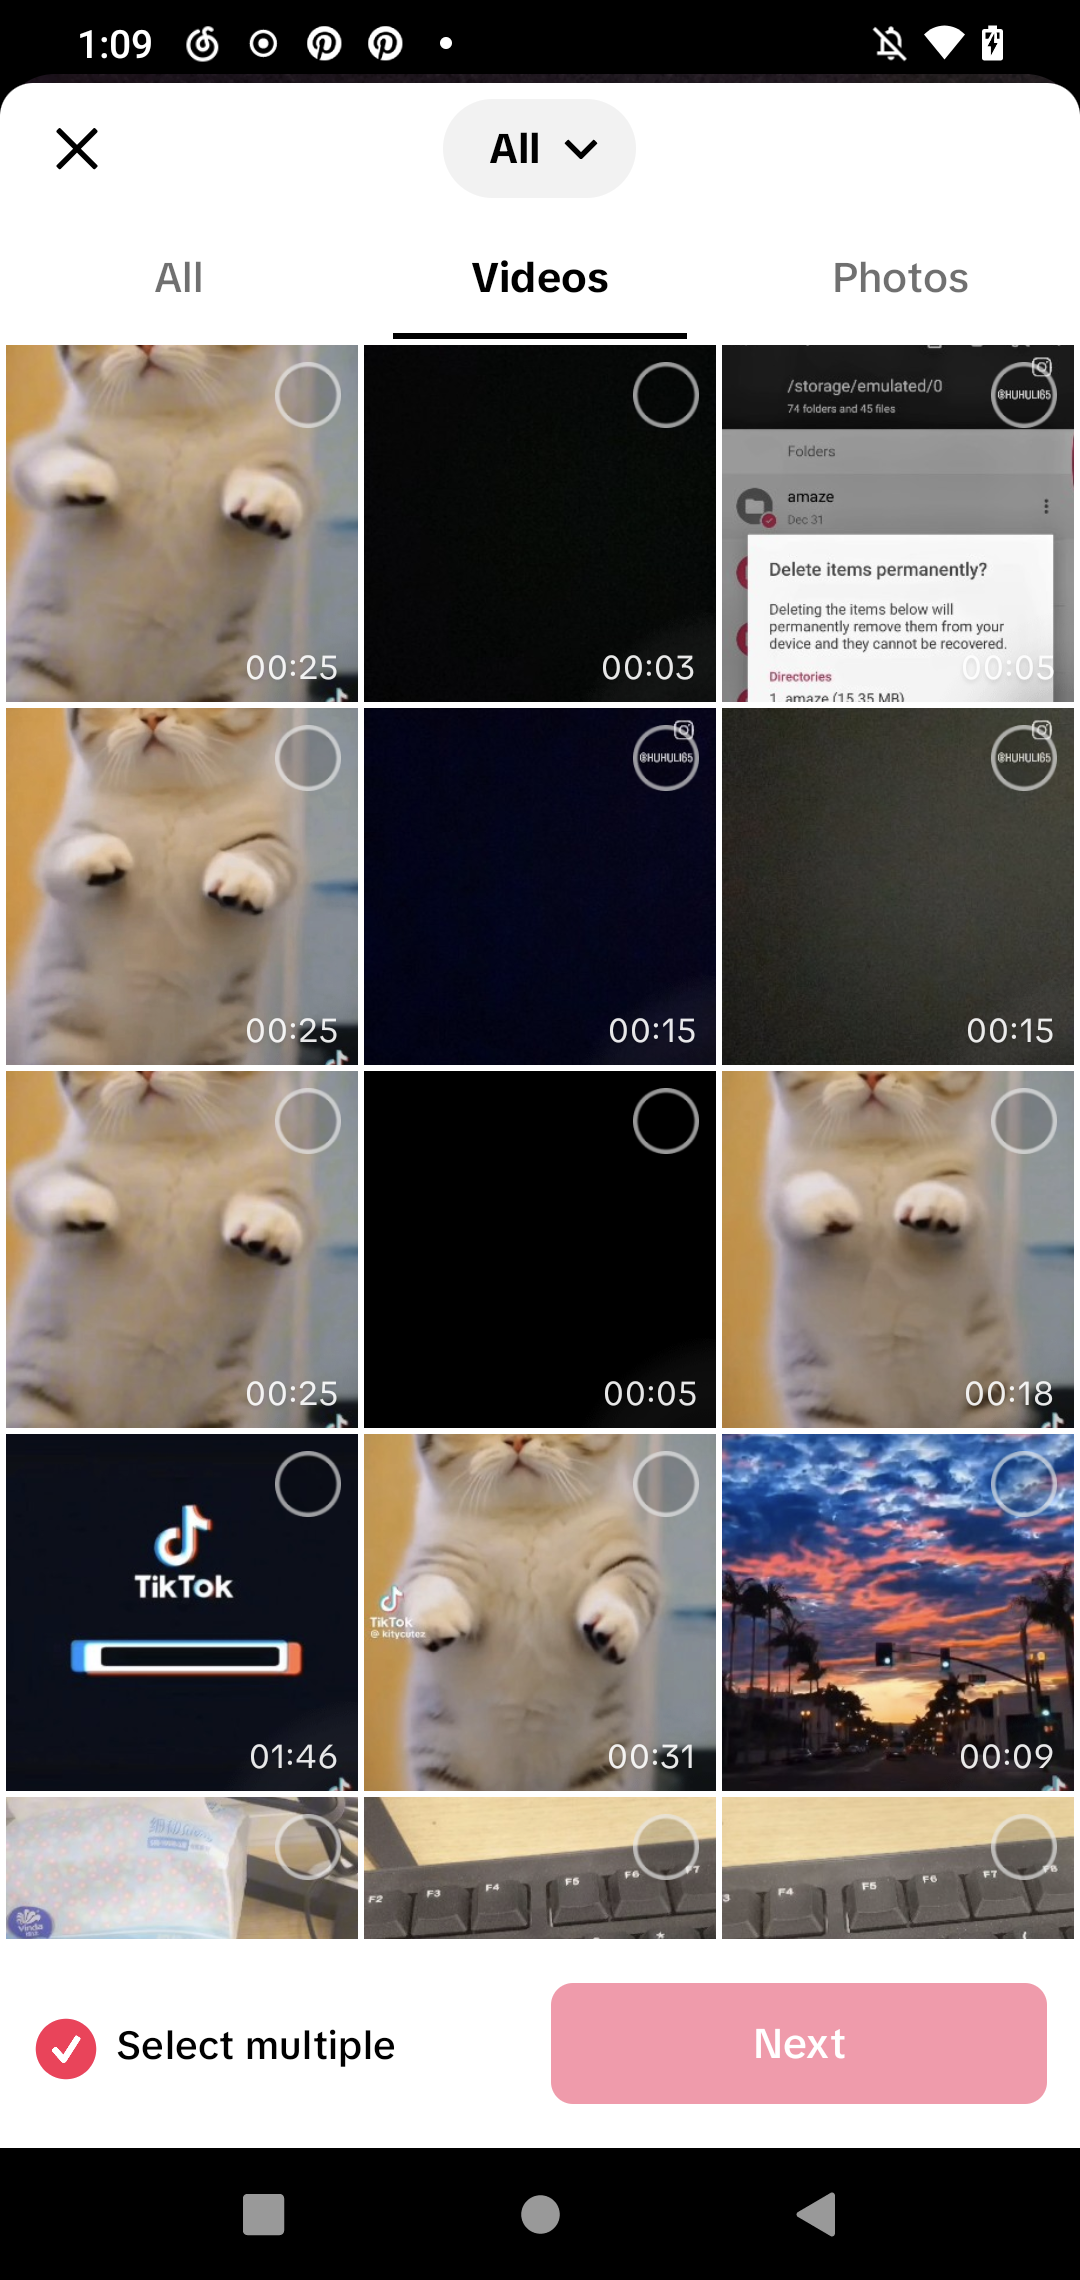 1:09
All
All Videos Photos
00:25
00:03
/storage/emulated/0
74 folders and 45 files
@HUHULI65
Folders
amaze
Dec 31
Delete items permanently?
Deleting the items below will
permanently remove them from your
device and they cannot be recovered.
Directories
1. amaze (15.35 MB)
00:05
00:25
@HUHULI65
00:15
@HUHULI65
00:15
00:25
00:05
00:18
TikTok
01:46
TikTok
@kitycutez
00:31
00:09
Vinda
F2 F3 F4 F5 F6 F7
3 F4 F5 F6 F7 F8
Select multiple
Next